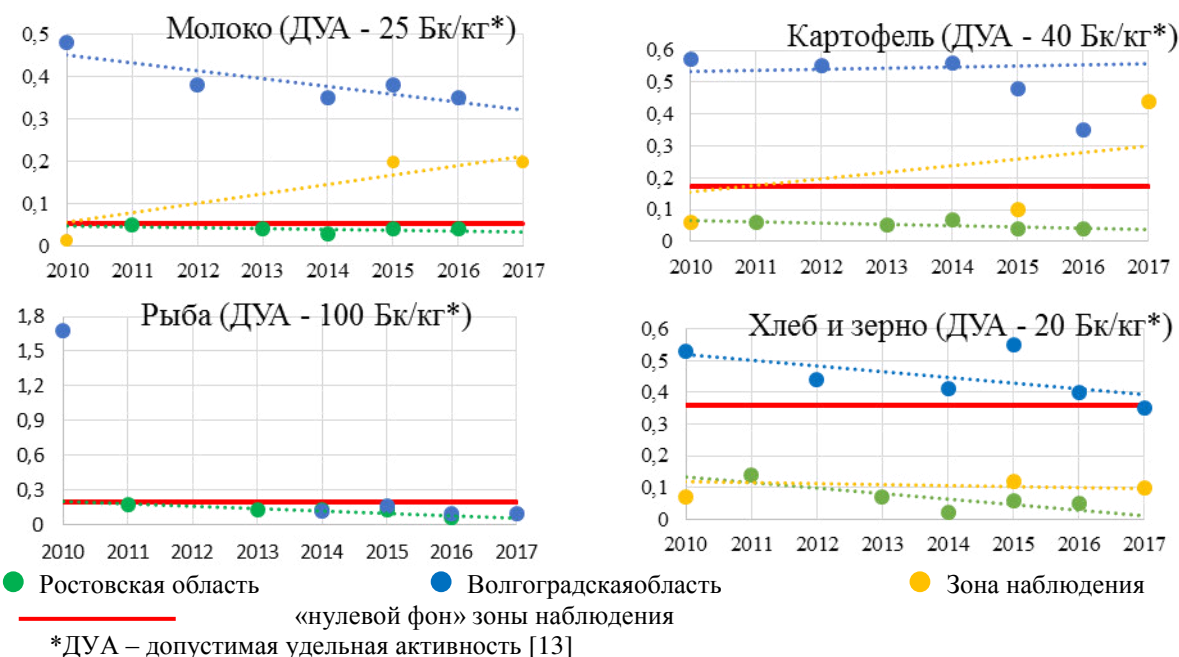 Молоко (ДУА - 25 Бк/кг*)
0,5
0,4
0,3
0,2
0,1
0
2010 2011 2012 2013 2014 2015 2016 2017
Картофель (ДУА - 40 Бк/кг*)
0,6
0,5
0,4
0,3
0,2
0,1
0
2010 2011 2012 2013 2014 2015 2016 2017
Рыба (ДУА - 100 Бк/кг*)
1,8
1,5
1,2
0,9
0,6
0,3
0
2010 2011 2012 2013 2014 2015 2016 2017
Хлеб и зерно (ДУА - 20 Бк/кг*)
0,6
0,5
0,4
0,3
0,2
0,1
0
2010 2011 2012 2013 2014 2015 2016 2017
Ростовская область Волгоградскаяобласть Зона наблюдения
«нулевой фон» зоны наблюдения
*ДУА – допустимая удельная активность [13]